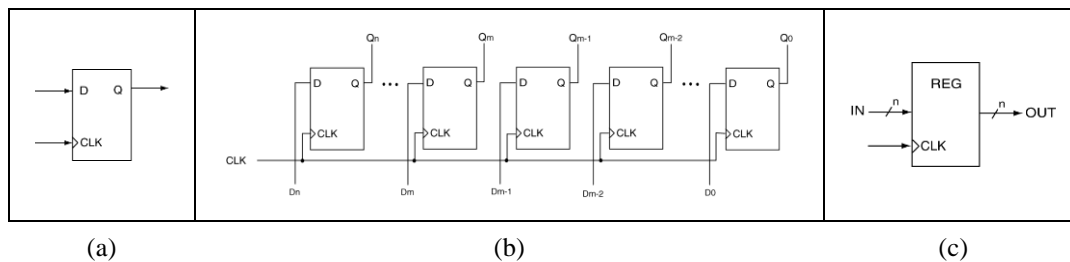 D Q
CLK
Qn Qm Qm-1 Qm-2 Q0
D Q ••• D Q D Q D Q ••• D Q
CLK CLK CLK CLK CLK
CLK
Dn Dm Dm-1 Dm-2 D0
REG
IN n n OUT
CLK
(a) (b) (c)